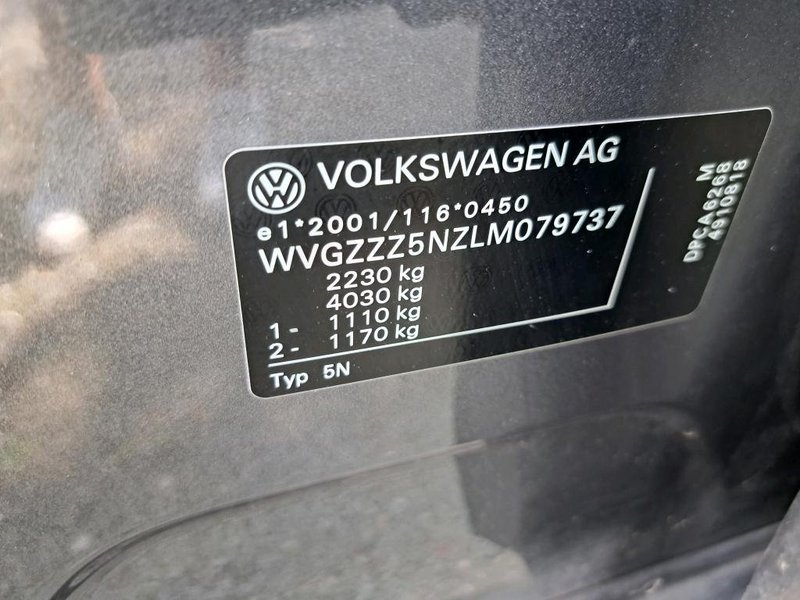 VOLKSWAGEN AG
e1*2001/116*0450
WVGZZZ5NZLM079737
2230 kg
4030 kg
1- 1110 kg
2- 1170 kg
Typ 5N
M
DPCA6268
4910818